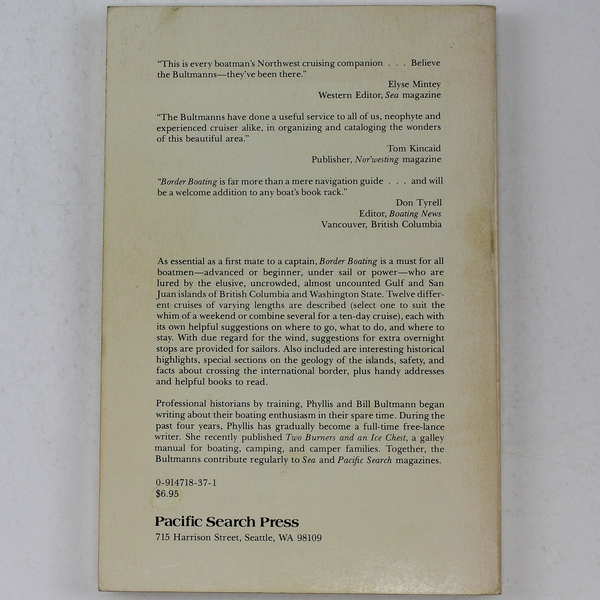 “This is every boatman’s Northwest cruising companion . . . Believe
the Bultmanns—they’ve been there.”
Elyse Mintey
Western Editor, Sea magazine
“The Bultmanns have done a useful service to all of us, neophyte and
experienced cruiser alike, in organizing and cataloging the wonders
of this beautiful area.”
Tom Kincaid
Publisher, Nor’westing magazine
“Border Boating is far more than a mere navigation guide . . . and will
be a welcome addition to any boat’s book rack.”
Don Tyrell
Editor, Boating News
Vancouver, British Columbia
As essential as a first mate to a captain, Border Boating is a must for all
boatmen—advanced or beginner, under sail or power—who are
lured by the elusive, uncrowded, almost uncounted Gulf and San
Juan islands of British Columbia and Washington State. Twelve differ-
ent cruises of varying lengths are described (select one to suit the
whim of a weekend or combine several for a ten-day cruise), each with
its own helpful suggestions on where to go, what to do, and where to
stay. With due regard for the wind, suggestions for extra overnight
stops are provided for sailors. Also included are interesting historical
highlights, special sections on the geology of the islands, safety, and
facts about crossing the international border, plus handy addresses
and helpful books to read.
Professional historians by training, Phyllis and Bill Bultmann began
writing about their boating enthusiasm in their spare time. During the
past four years, Phyllis has gradually become a full-time free-lance
writer. She recently published Two Burners and an Ice Chest, a galley
manual for boating, camping, and camper families. Together, the
Bultmanns contribute regularly to Sea and Pacific Search magazines.
0-914718-37-1
$6.95
Pacific Search Press
715 Harrison Street, Seattle, WA 98109